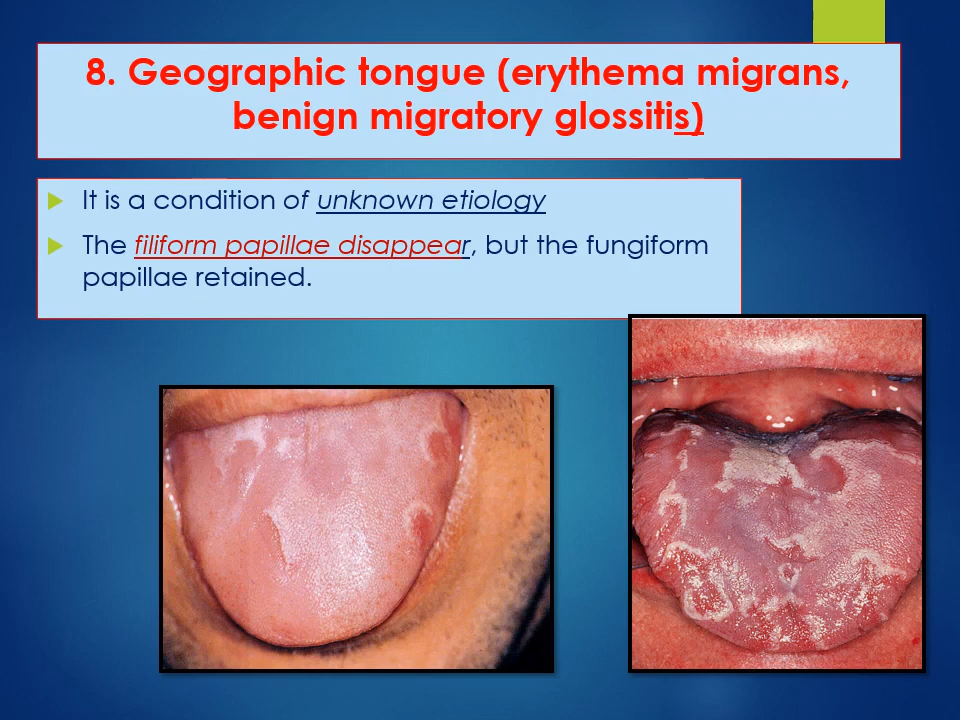 8. Geographic tongue (erythema migrans,
benign migratory glossitis)
It is a condition of unknown etiology
The filiform papillae disappear, but the fungiform
papillae retained.